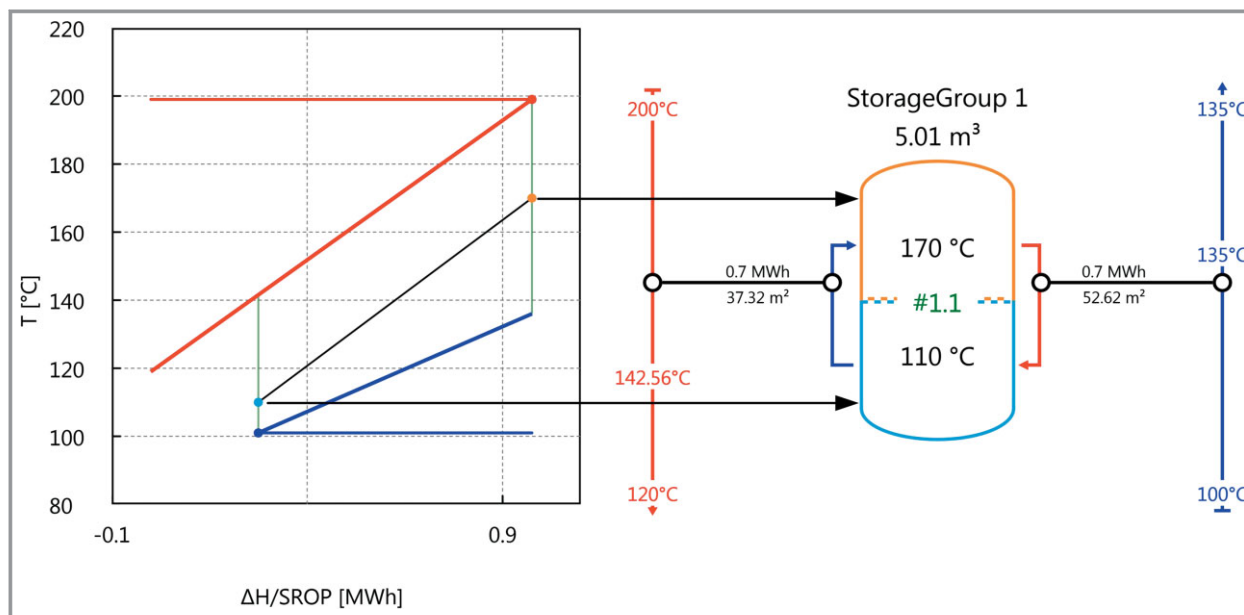 220
200
180
160
140
120
100
80
T [°C]
-0.1
0.9
ΔH/SROP [MWh]
200°C
142.56°C
120°C
0.7 MWh
37.32 m²
StorageGroup 1
5.01 m³
170 °C
#1.1
110 °C
0.7 MWh
52.62 m²
135°C
135°C
100°C